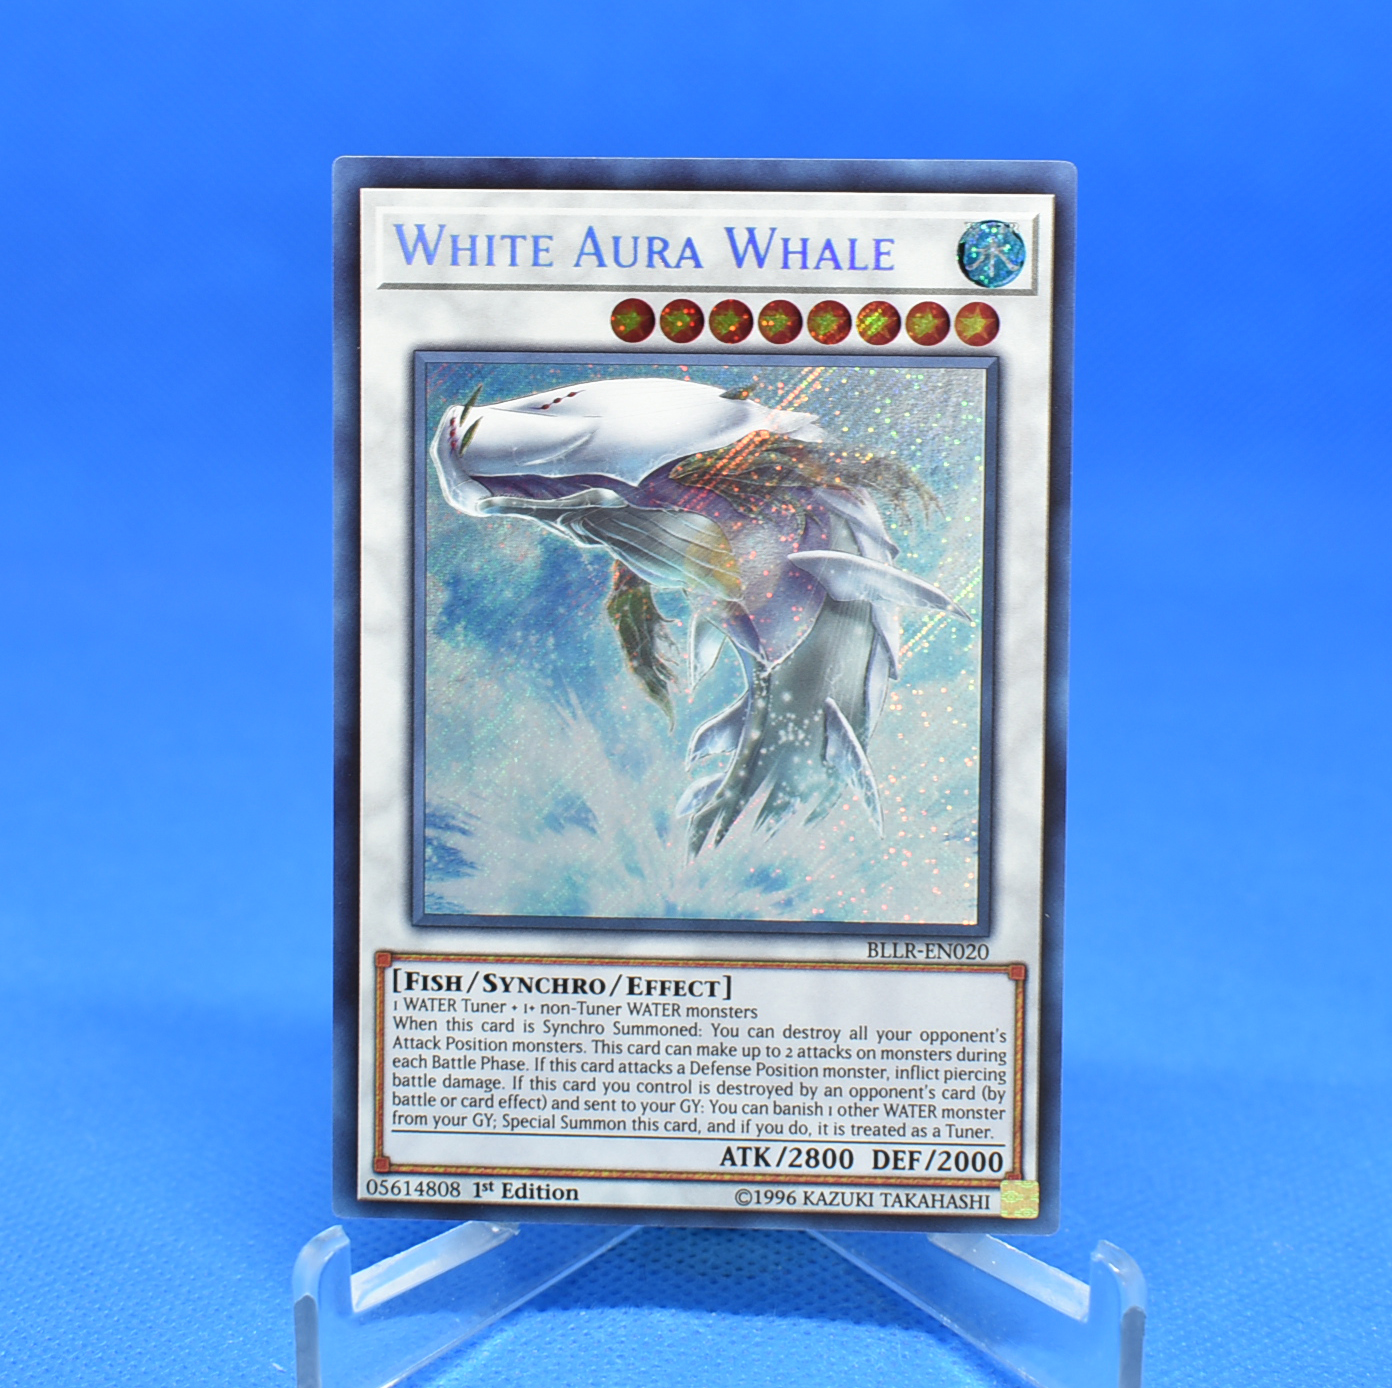 WHITE AURA WHALE
水
BLLR-EN020
[FISH/SYNCHRO/EFFECT]
1 WATER Tuner + 1+ non-Tuner WATER monsters
When this card is Synchro Summoned: You can destroy all your opponent's
Attack Position monsters. This card can make up to 2 attacks on monsters during
each Battle Phase. If this card attacks a Defense Position monster, inflict piercing
battle damage. If this card you control is destroyed by an opponent's card (by
battle or card effect) and sent to your GY: You can banish 1 other WATER monster
from your GY; Special Summon this card, and if you do, it is treated as a Tuner.
ATK/2800 DEF/2000
05614808 1st Edition
©1996 KAZUKI TAKAHASHI